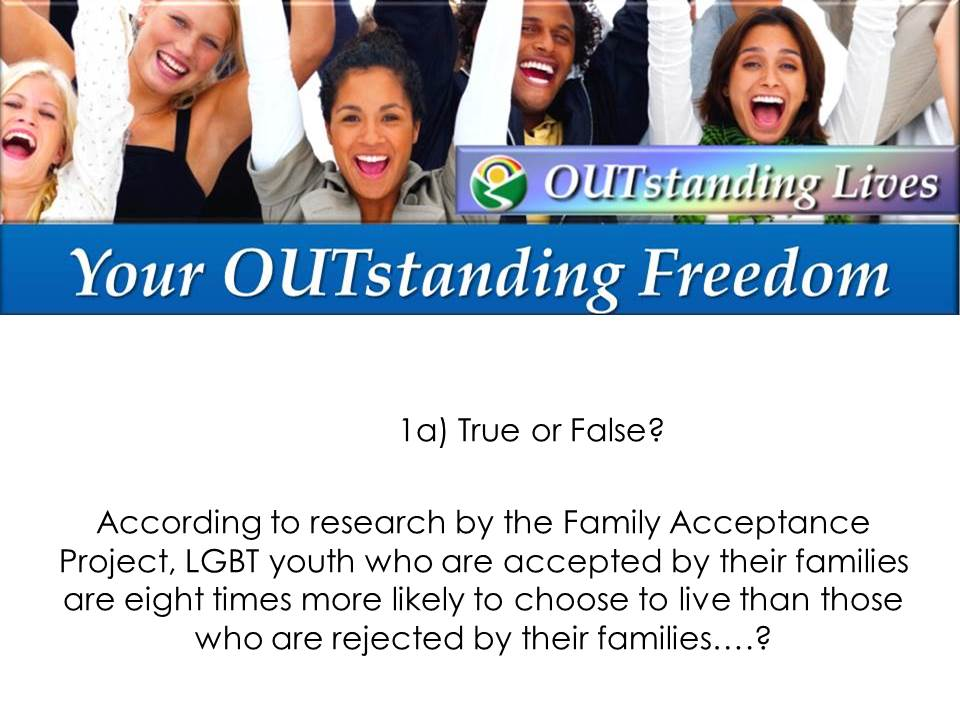 OUTstanding Lives
Your OUTstanding Freedom
1a) True or False?
According to research by the Family Acceptance
Project, LGBT youth who are accepted by their families
are eight times more likely to choose to live than those
who are rejected by their families….?